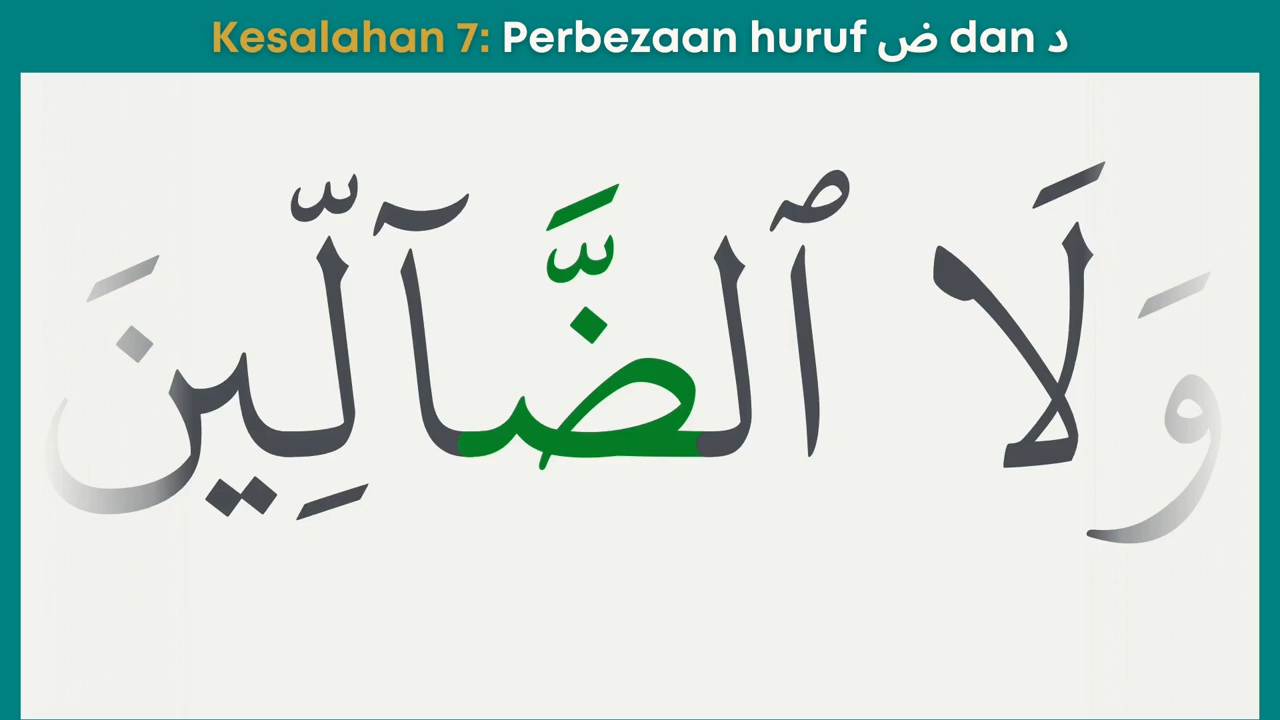 Kesalahan 7: Perbezaan huruf ض dan د
وَلَا ٱلضَّآلِّينَ